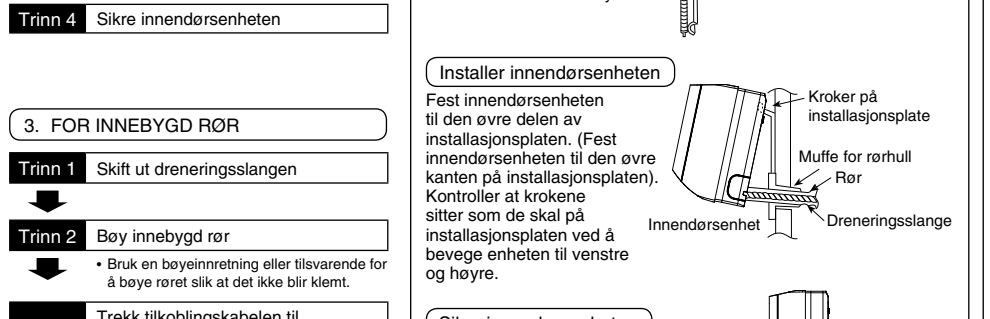 Trinn 4 Sikre innendørsenheten
3. FOR INNEBYGD RØR
Trinn 1 Skift ut dreneringsslangen
Trinn 2 Bøy innebygd rør
• Bruk en bøyeinnretning eller tilsvarende for
å bøye røret slik at det ikke blir klemt.
Trekk tilkoblingskabelen til
Installer innendørsenheten
Fest innendørsenheten
til den øvre delen av
installasjonsplaten. (Fest
innendørsenheten til den øvre
kanten på installasjonsplaten).
Kontroller at krokene
sitter som de skal på
installasjonsplaten ved å
bevege enheten til venstre
og høyre.
Kroker på
installasjonsplate
Muffe for rørhull
Rør
Dreneringsslange
Innendørsenhet